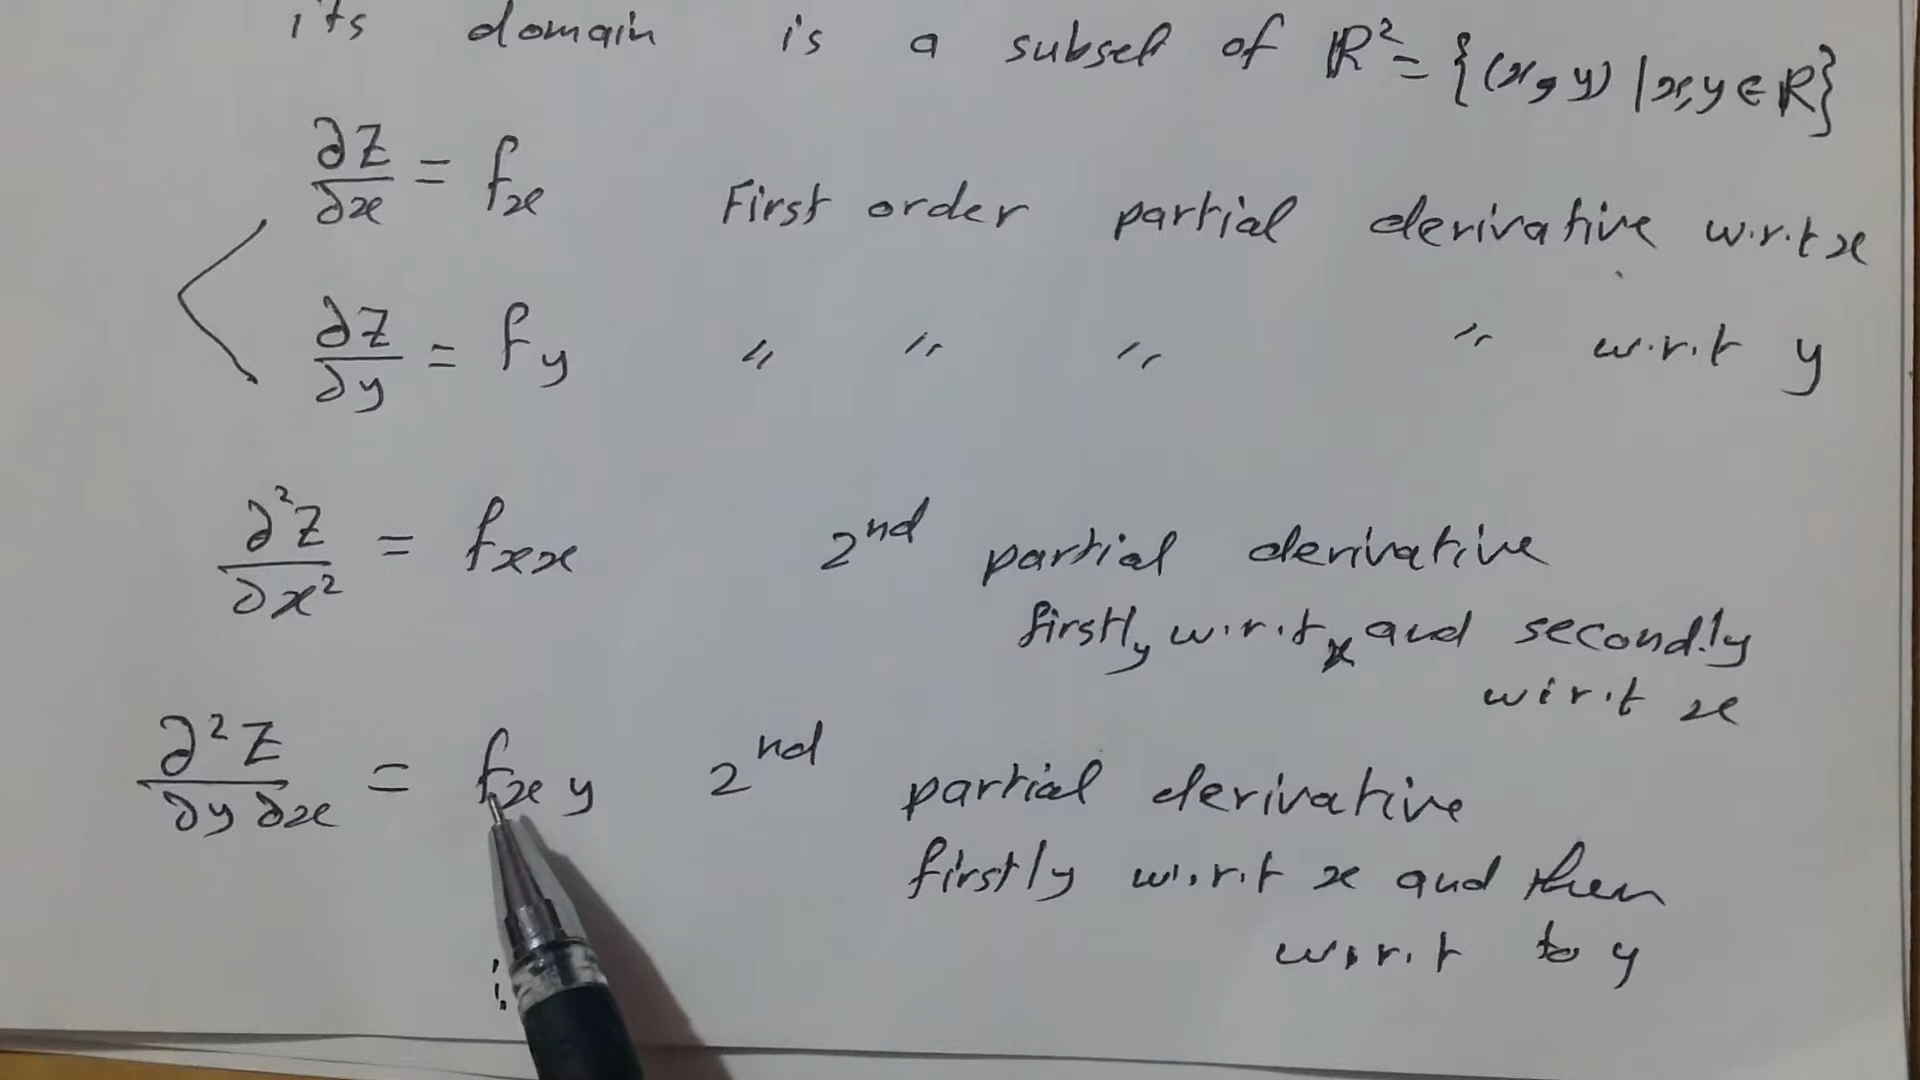 its domain is a subset of ℝ² = {(x, y) | x, y ∈ ℝ}
∂z/∂x = fx First order partial derivative w.r.t x
∂z/∂y = fy " " " " w.r.t y
∂²z/∂x² = fxx 2nd partial derivative
firstly w.r.t x and secondly
w.r.t x
∂²z/∂y∂x = fxy 2nd partial derivative
firstly w.r.t x and then
w.r.t to y